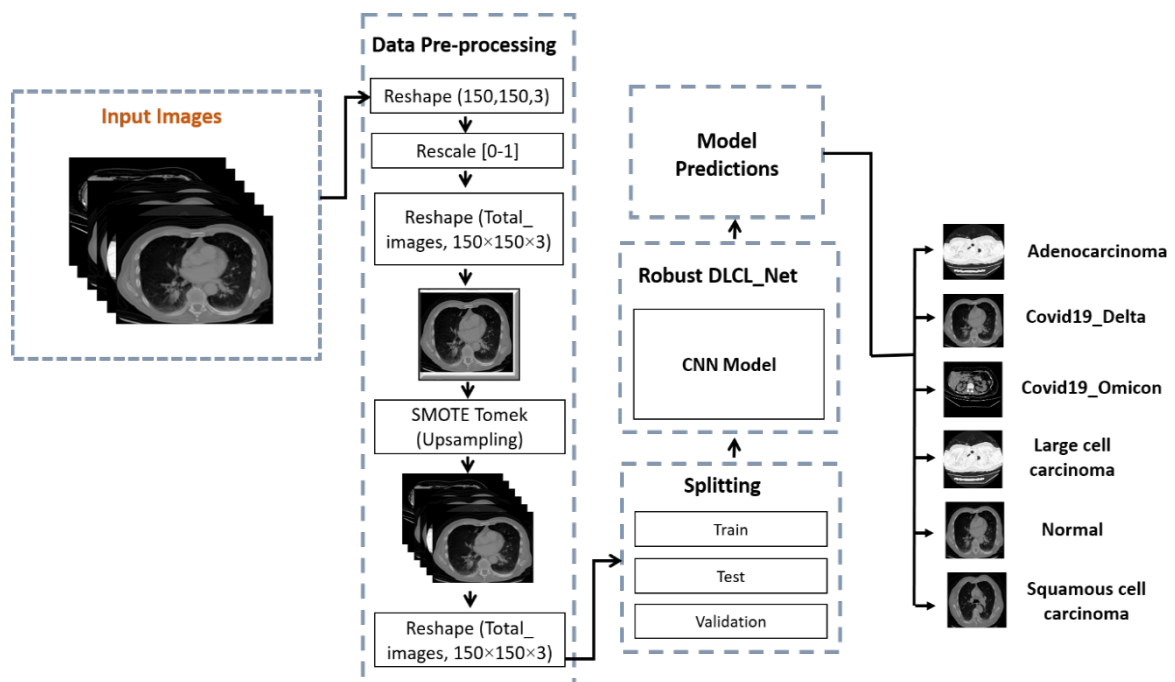 Input Images
Data Pre-processing
Reshape (150,150,3)
Rescale [0-1]
Reshape (Total_
images, 150×150×3)
SMOTE Tomek
(Upsampling)
Reshape (Total_
images, 150×150×3)
Splitting
Train
Test
Validation
Robust DLCL_Net
CNN Model
Model
Predictions
Adenocarcinoma
Covid19_Delta
Covid19_Omicon
Large cell
carcinoma
Normal
Squamous cell
carcinoma